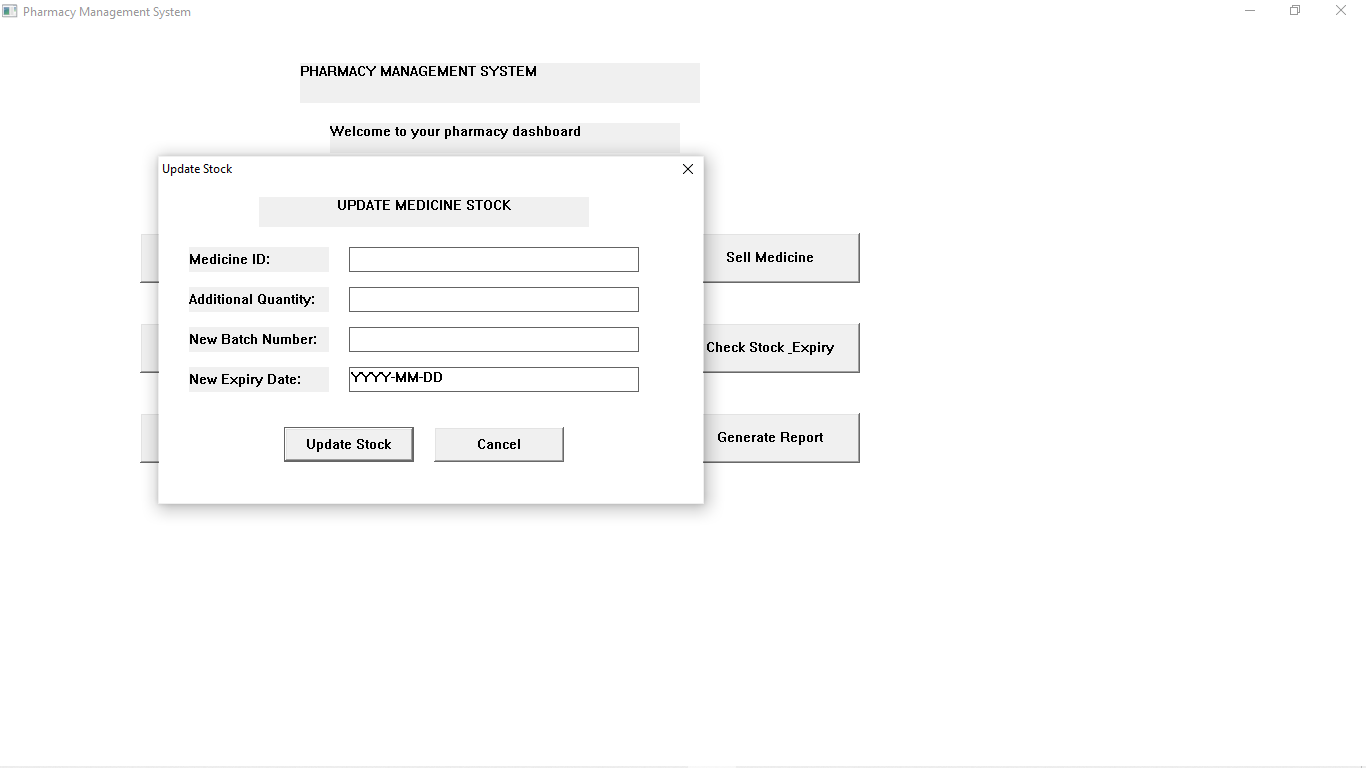 Pharmacy Management System
PHARMACY MANAGEMENT SYSTEM
Welcome to your pharmacy dashboard
Update Stock
UPDATE MEDICINE STOCK
Medicine ID:
Additional Quantity:
New Batch Number:
New Expiry Date: YYYY-MM-DD
Update Stock Cancel
Sell Medicine
Check Stock _Expiry
Generate Report